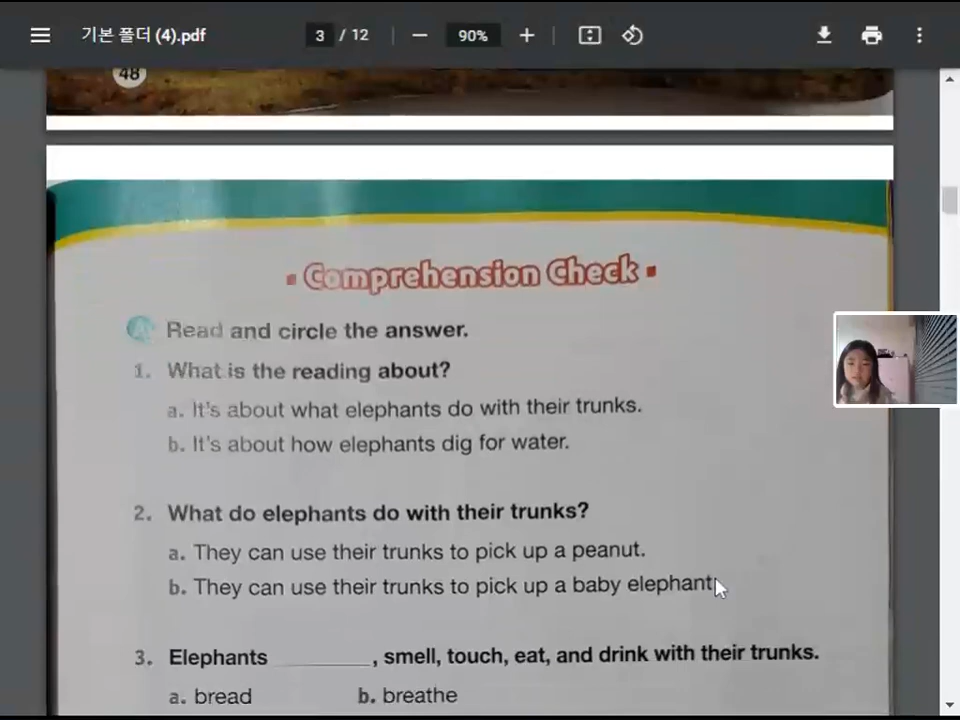 기본 폴더 (4).pdf 3 / 12 90%
48
Comprehension Check
A Read and circle the answer.
1. What is the reading about?
a. It's about what elephants do with their trunks.
b. It's about how elephants dig for water.
2. What do elephants do with their trunks?
a. They can use their trunks to pick up a peanut.
b. They can use their trunks to pick up a baby elephant.
3. Elephants ________, smell, touch, eat, and drink with their trunks.
a. bread b. breathe